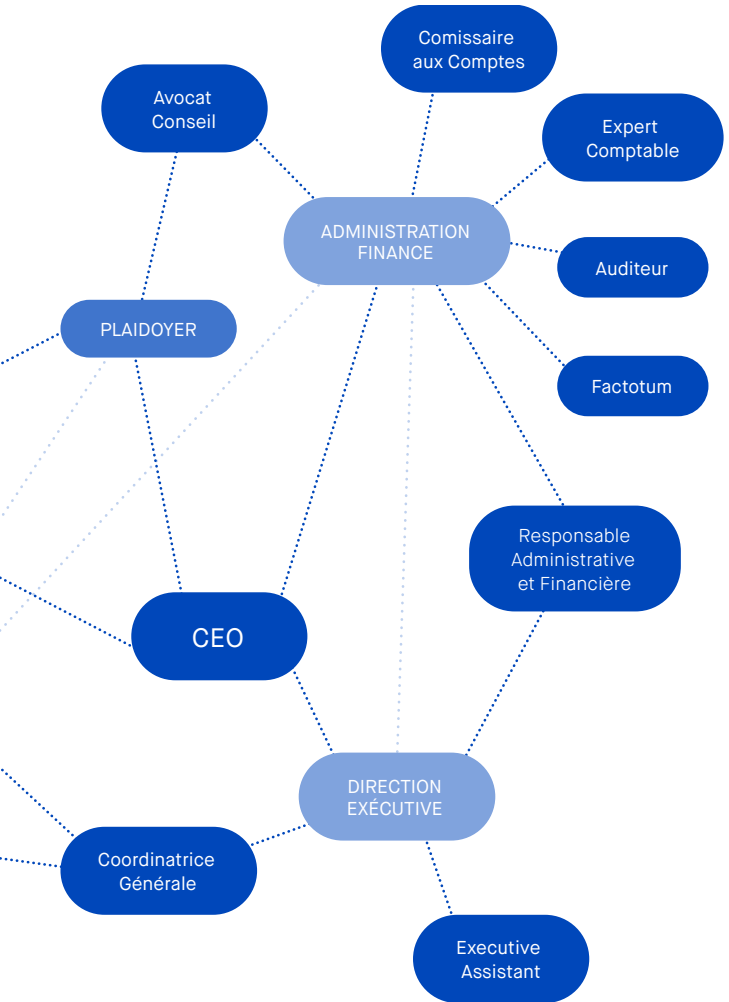 Comissaire
aux Comptes
Avocat
Conseil
Expert
Comptable
ADMINISTRATION
FINANCE
Auditeur
PLAIDOYER
Factotum
Responsable
Administrative
et Financière
CEO
DIRECTION
EXÉCUTIVE
Coordinatrice
Générale
Executive
Assistant